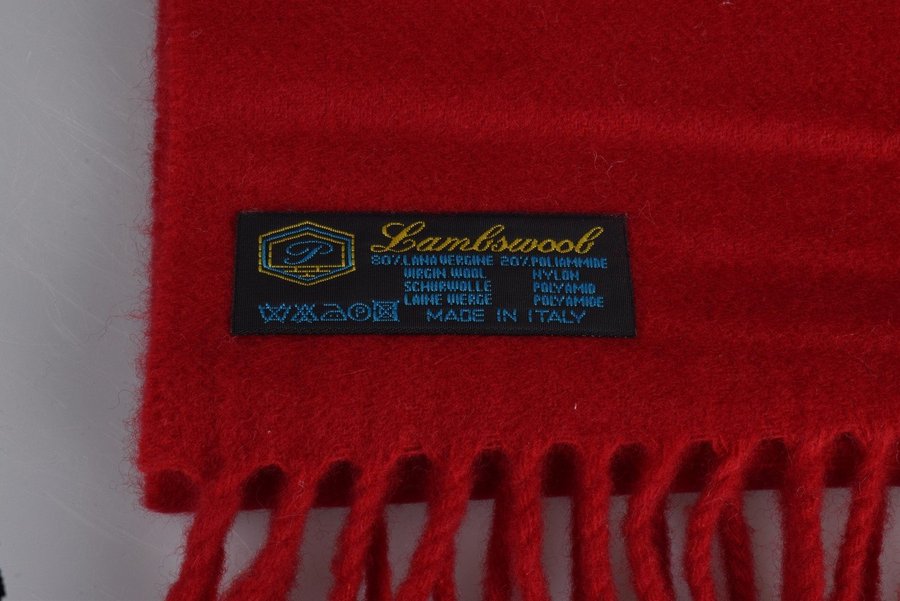 P
Lambswool
80% LANA VERGINE 20% POLIAMMIDE
VIRGIN WOOL NYLON
SCHURWOLLE POLYAMID
LAINE VIERGE POLYAMIDE
P
MADE IN ITALY